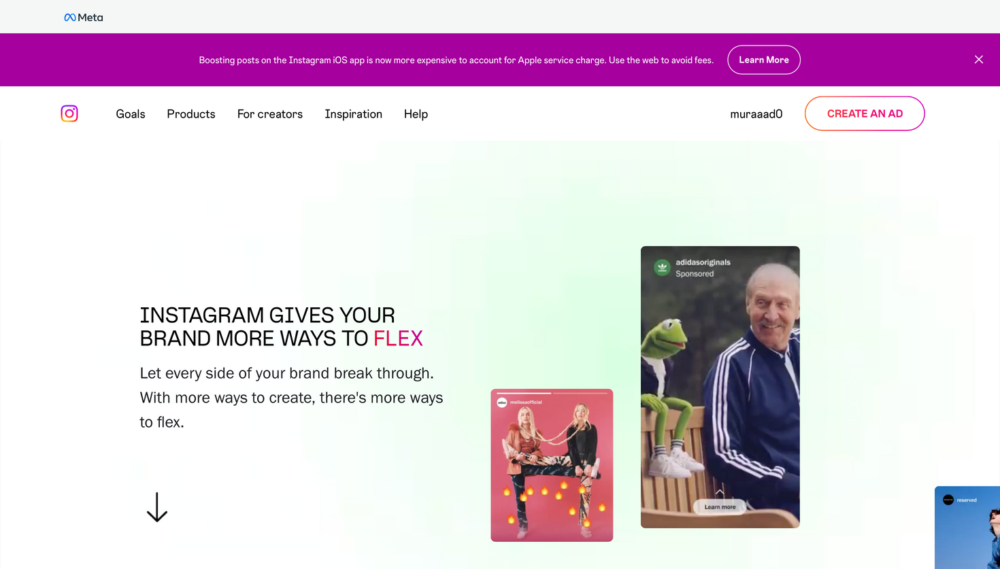 Meta
Boosting posts on the Instagram iOS app is now more expensive to account for Apple service charge. Use the web to avoid fees.
Learn More
Goals
Products
For creators
Inspiration
Help
muraaad0
CREATE AN AD
INSTAGRAM GIVES YOUR
BRAND MORE WAYS TO FLEX
Let every side of your brand break through.
With more ways to create, there's more ways
to flex.
melissaofficial
adidasoriginals
Sponsored
Learn more
reserved